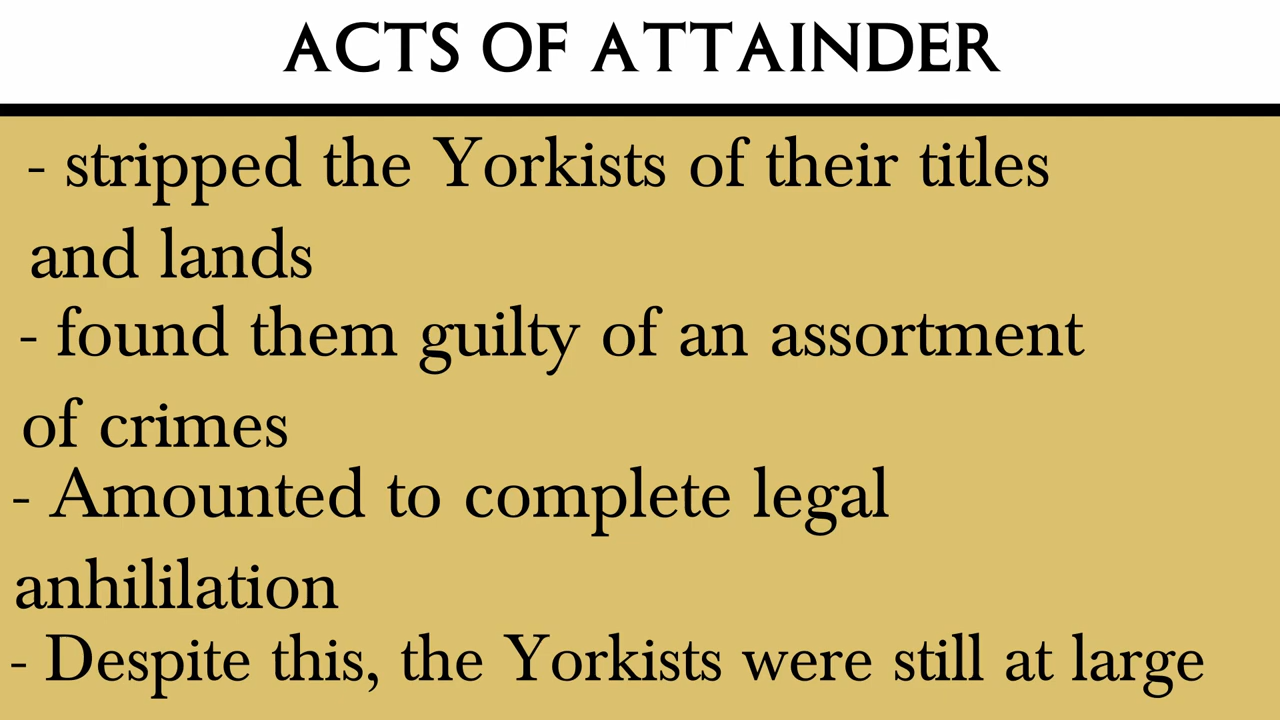 ACTS OF ATTAINDER
- stripped the Yorkists of their titles
and lands
- found them guilty of an assortment
of crimes
- Amounted to complete legal
anhililation
- Despite this, the Yorkists were still at large